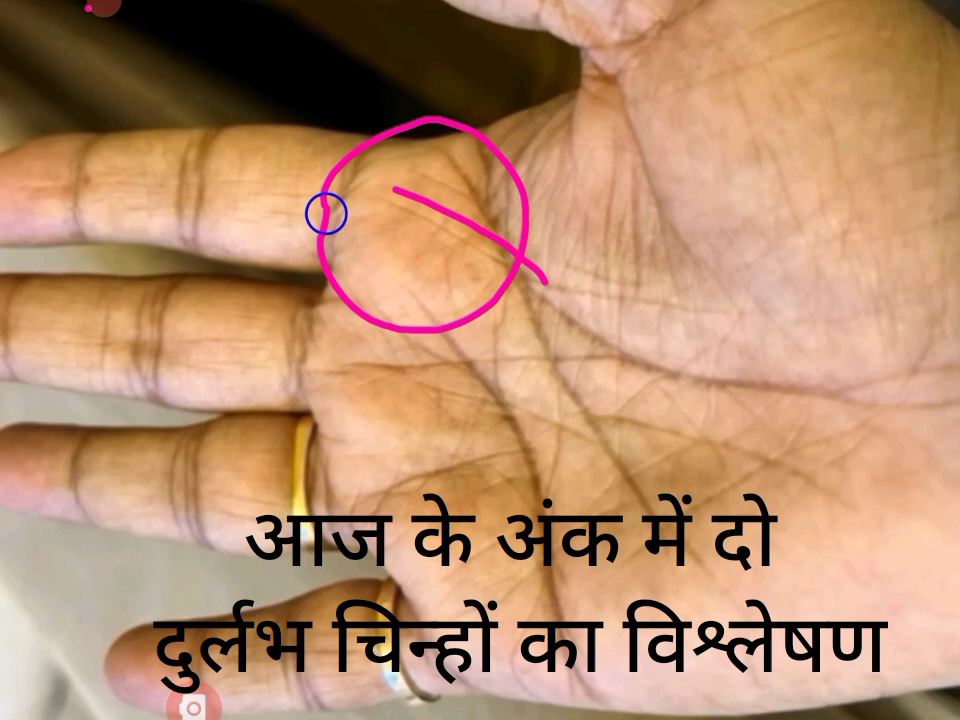 आज के अंक में दो
दुर्लभ चिन्हों का विश्लेषण